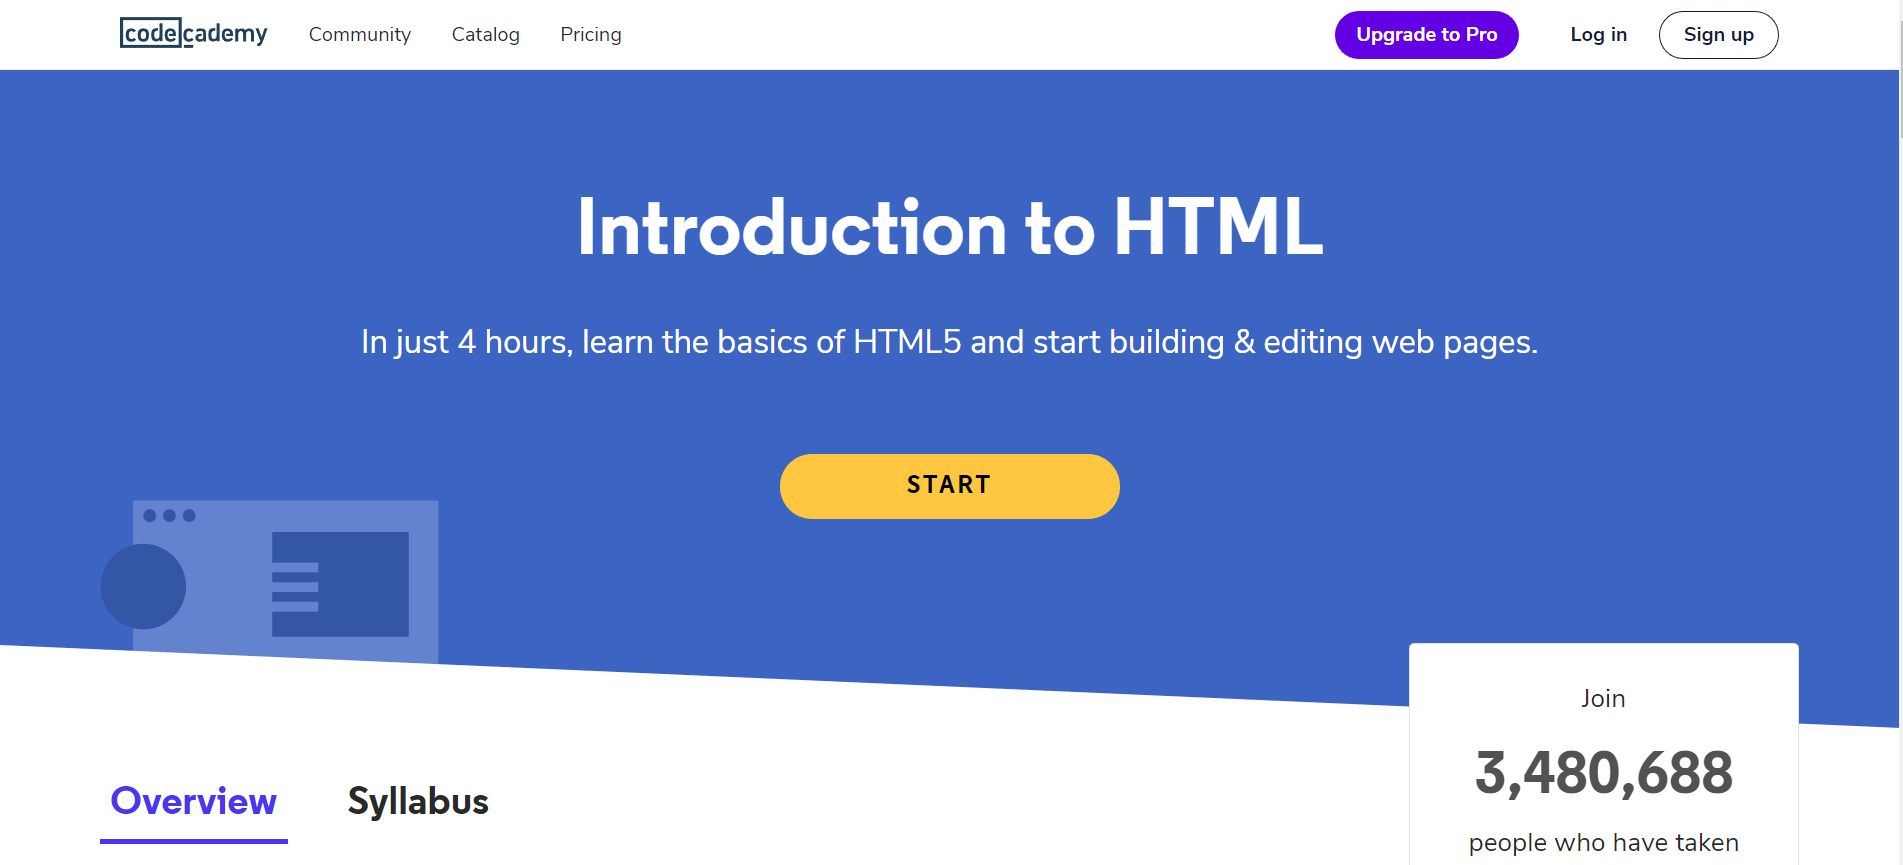 codecademy Community Catalog Pricing Upgrade to Pro Log in Sign up
Introduction to HTML
In just 4 hours, learn the basics of HTML5 and start building & editing web pages.
START
Join
3,480,688
people who have taken
Overview Syllabus